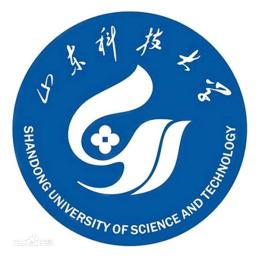 山东科技大学
SHANDONG UNIVERSITY OF SCIENCE AND TECHNOLOGY